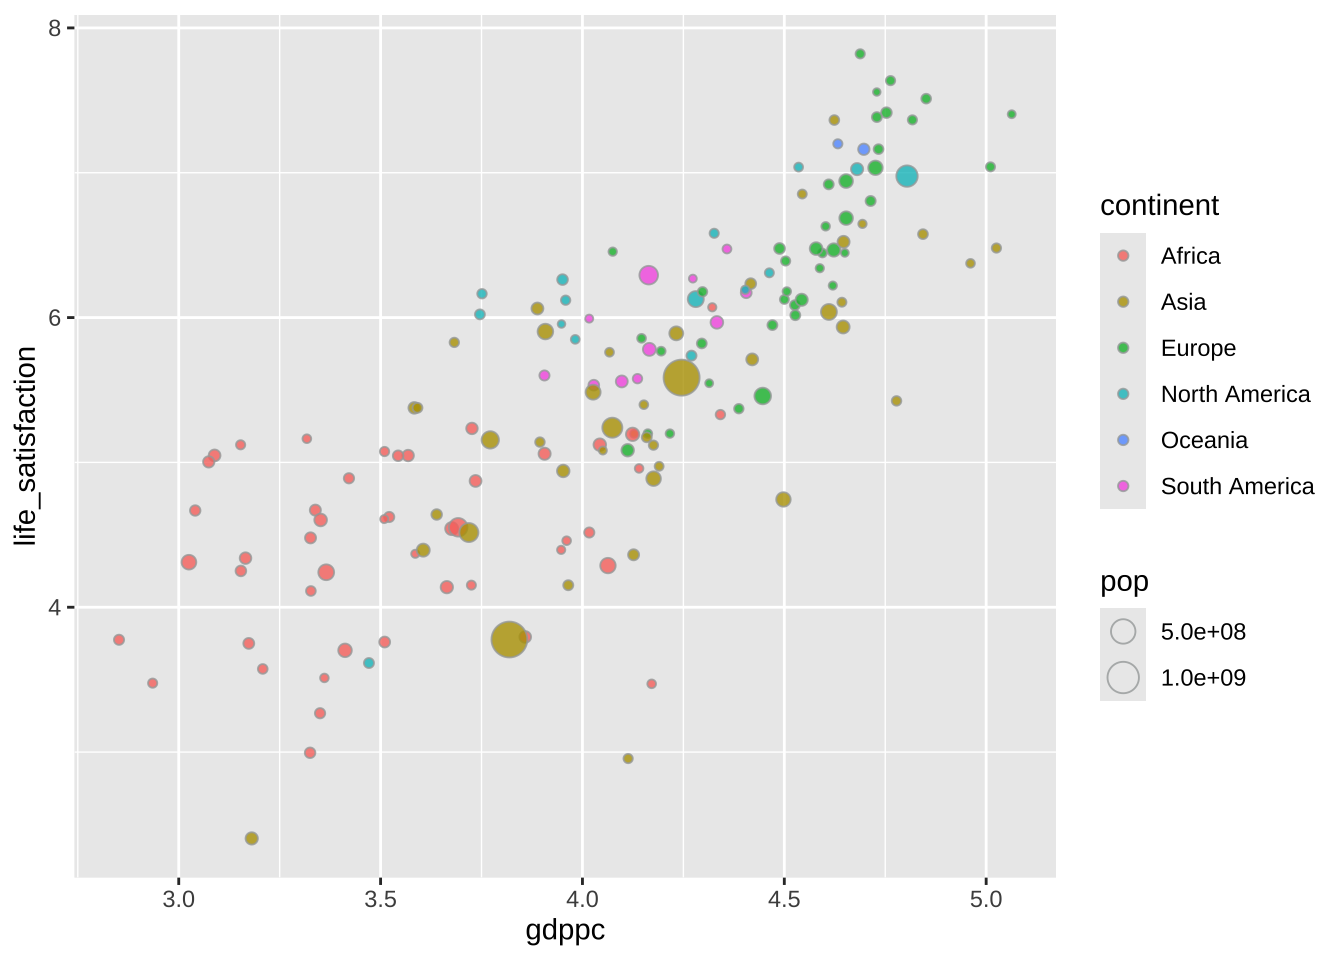 8
6
4
life_satisfaction
3.0 3.5 4.0 4.5 5.0
gdppc
continent
Africa
Asia
Europe
North America
Oceania
South America
pop
5.0e+08
1.0e+09